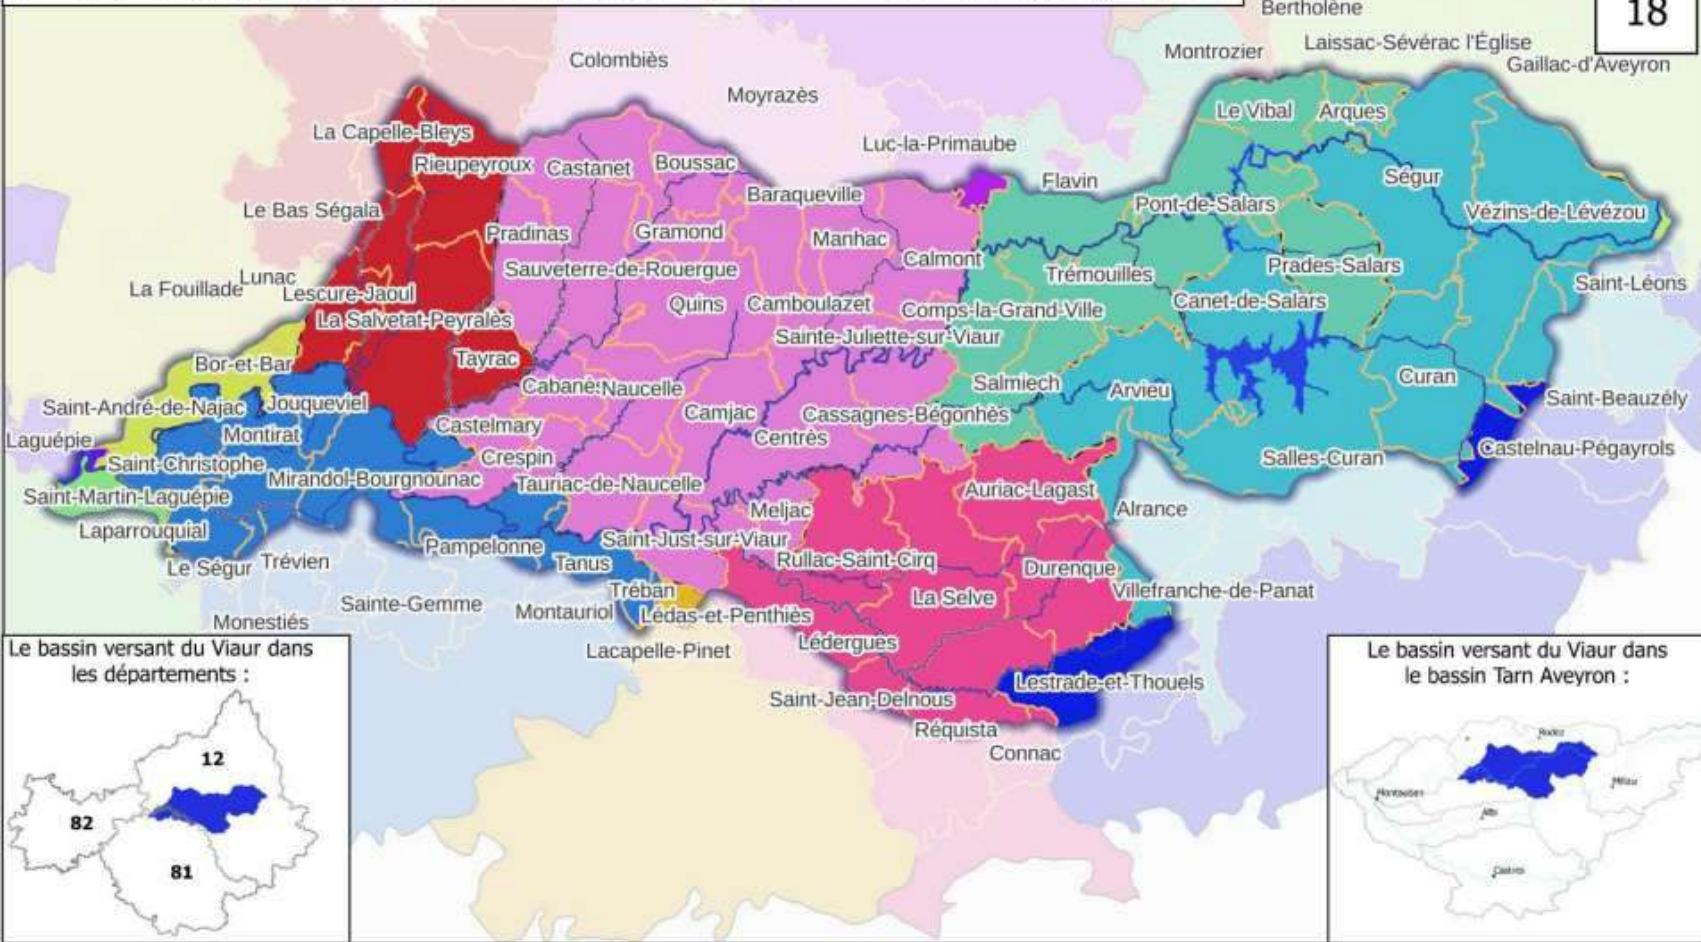 18
Bertholène
Montrozier
Laissac-Sévérac l'Église
Gaillac-d'Aveyron
Colombiès
Moyrazès
Le Vibal
Arques
La Capelle-Bleys
Luc-la-Primaube
Rieupeyroux
Castanet
Boussac
Ségur
Flavin
Baraqueville
Pont-de-Salars
Le Bas Ségala
Vézins-de-Lévézou
Pradinas
Gramond
Manhac
Calmont
Prades-Salars
Sauveterre-de-Rouergue
Trémouilles
Lunac
La Fouillade
Lescure-Jaoul
Saint-Léons
Quins
Camboulazet
Canet-de-Salars
Comps-la-Grand-Ville
La Salvetat-Peyralès
Sainte-Juliette-sur-Viaur
Bor-et-Bar
Tayrac
Curan
Cabanès
Naucelle
Salmiech
Arvieu
Saint-Beauzély
Saint-André-de-Najac
Jouqueviel
Camjac
Cassagnes-Bégonhès
Castelmary
Laguépie
Montirat
Centrès
Castelnau-Pégayrols
Saint-Christophe
Crespin
Salles-Curan
Mirandol-Bourgnounac
Tauriac-de-Naucelle
Auriac-Lagast
Saint-Martin-Laguépie
Meljac
Alrance
Laparrouquial
Saint-Just-sur-Viaur
Pampelonne
Le Ségur
Trévien
Tanus
Rullac-Saint-Cirq
Durenque
Tréban
La Selve
Villefranche-de-Panat
Sainte-Gemme
Montauriol
Lédas-et-Penthiès
Monestiés
Lédergues
Lacapelle-Pinet
Lestrade-et-Thouels
Saint-Jean-Delnous
Réquista
Connac
Le bassin versant du Viaur dans
les départements :
12
82
81
Le bassin versant du Viaur dans
le bassin Tarn Aveyron :
Rodez
Millau
Montauban
Albi
Castres